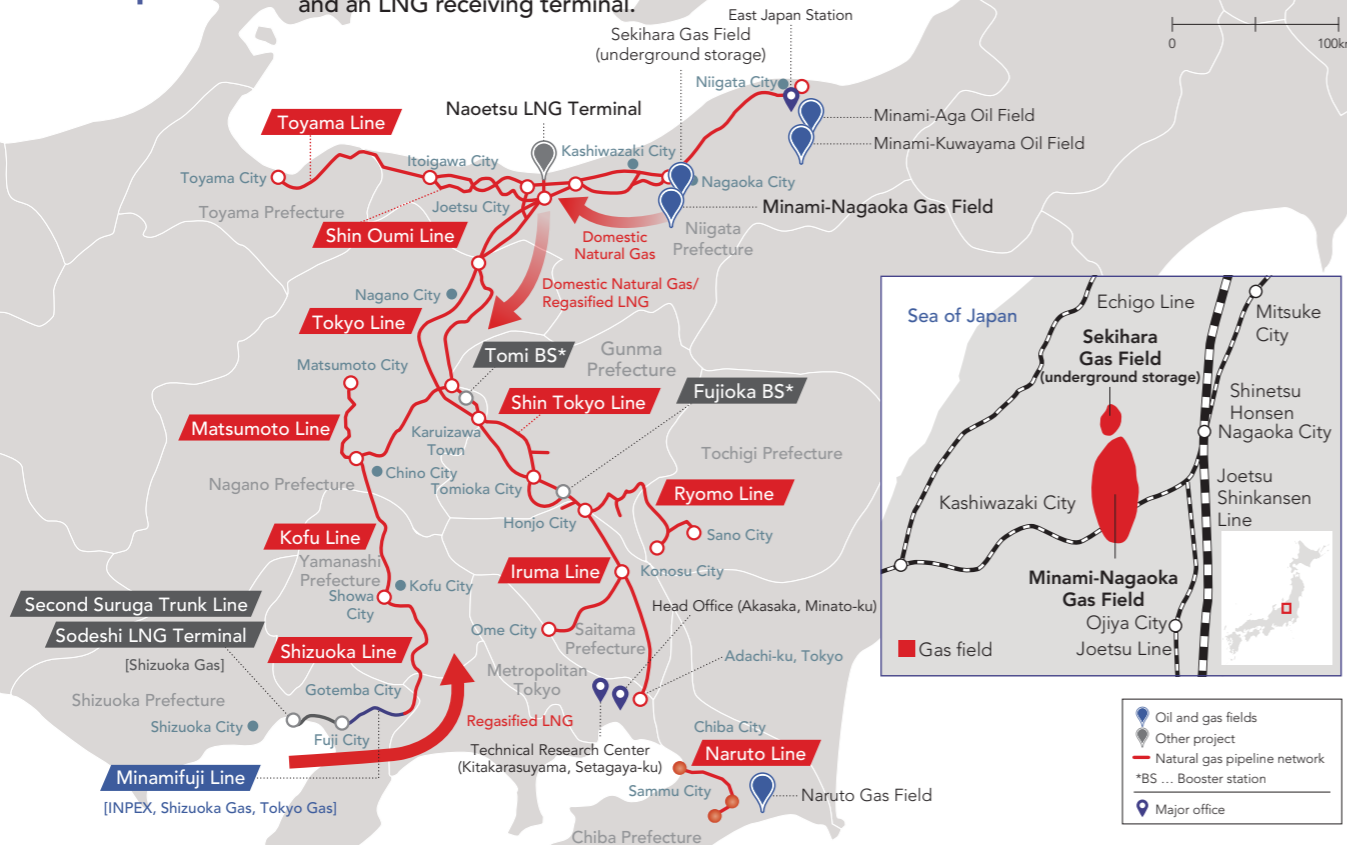 and an LNG receiving terminal.
East Japan Station
Sekihara Gas Field
(underground storage)
Niigata City
0
100km
Naoetsu LNG Terminal
Minami-Aga Oil Field
Toyama Line
Minami-Kuwayama Oil Field
Itoigawa City
Kashiwazaki City
Toyama City
Nagaoka City
Toyama Prefecture
Joetsu City
Minami-Nagaoka Gas Field
Shin Oumi Line
Domestic
Natural Gas
Niigata
Prefecture
Domestic Natural Gas/
Regasified LNG
Nagano City
Tokyo Line
Tomi BS*
Gunma
Prefecture
Matsumoto City
Fujioka BS*
Shin Tokyo Line
Matsumoto Line
Karuizawa
Town
Tochigi Prefecture
Chino City
Nagano Prefecture
Tomioka City
Ryomo Line
Honjo City
Sano City
Kofu Line
Yamanashi
Prefecture
Iruma Line
Konosu City
Kofu City
Showa
City
Second Suruga Trunk Line
Head Office (Akasaka, Minato-ku)
Sodeshi LNG Terminal
[Shizuoka Gas]
Ome City
Saitama
Prefecture
Shizuoka Line
Adachi-ku, Tokyo
Metropolitan
Tokyo
Gotemba City
Shizuoka Prefecture
Shizuoka City
Fuji City
Regasified LNG
Chiba City
Technical Research Center
(Kitakarasuyama, Setagaya-ku)
Naruto Line
Minamifuji Line
[INPEX, Shizuoka Gas, Tokyo Gas]
Sammu City
Naruto Gas Field
Chiba Prefecture
Sea of Japan
Echigo Line
Mitsuke
City
Sekihara
Gas Field
(underground storage)
Shinetsu
Honsen
Nagaoka City
Joetsu
Shinkansen
Line
Kashiwazaki City
Minami-Nagaoka
Gas Field
Ojiya City
Joetsu Line
Gas field
Oil and gas fields
Other project
Natural gas pipeline network
*BS ... Booster station
Major office